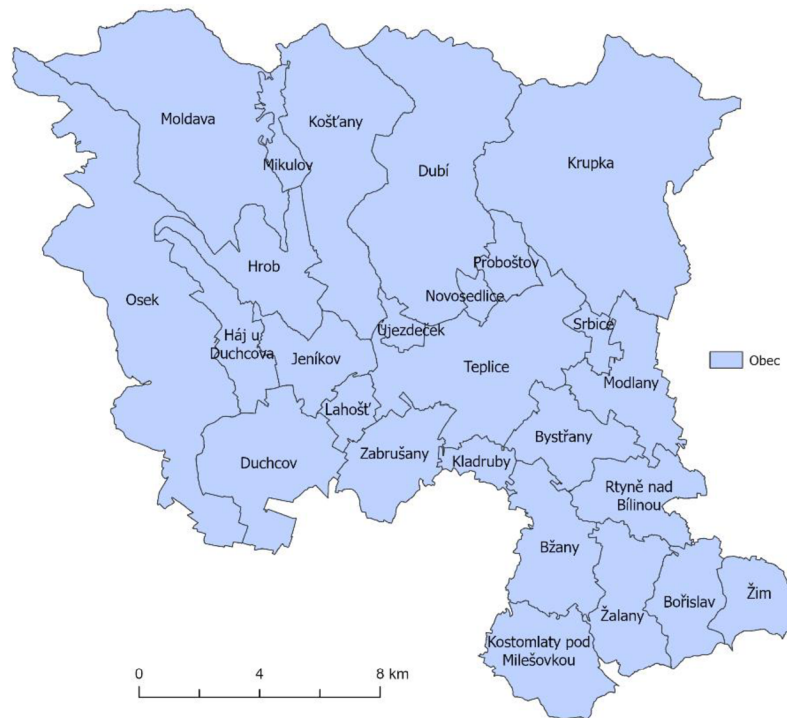 Moldava
Košťany
Mikulov
Dubí
Krupka
Hrob
Proboštov
Osek
Novosedlice
Háj u
Duchcova
Újezdeček
Srbice
Jeníkov
Teplice
Modlany
Lahošť
Bystřany
Duchcov
Zabrušany
Kladruby
Rtyně nad
Bílinou
Bžany
Žalany
Bořislav
Žim
Kostomlaty pod
Milešovkou
Obec
0 4 8 km